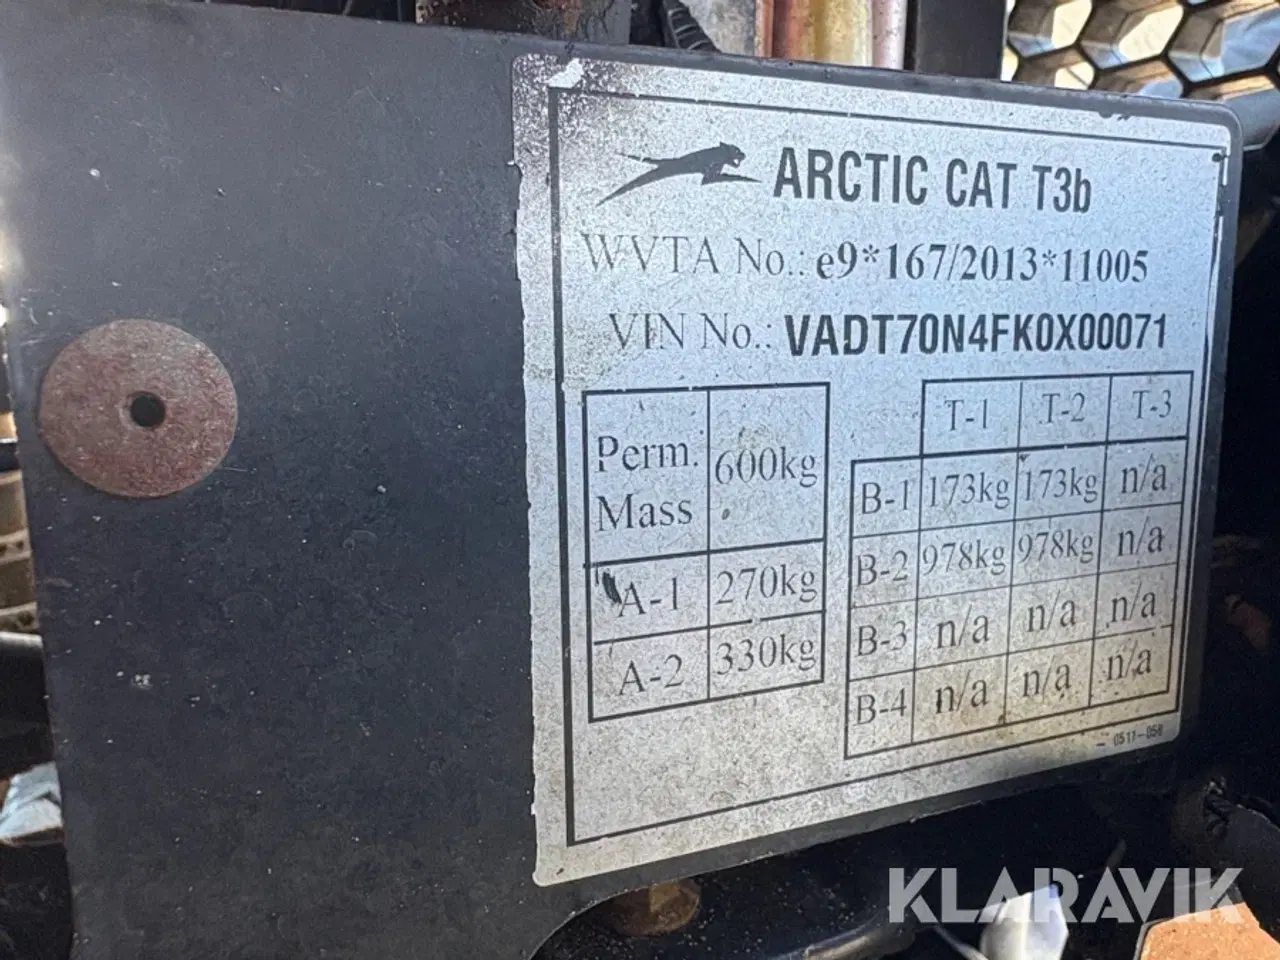 ARCTIC CAT T3b
WVTA No.: e9*167/2013*11005
VIN No.: VADT70N4FK0X00071
Perm. Mass 600kg
A-1 270kg
A-2 330kg
T-1 T-2 T-3
B-1 173kg 173kg n/a
B-2 978kg 978kg n/a
B-3 n/a n/a n/a
B-4 n/a n/a n/a
KLARAVIK